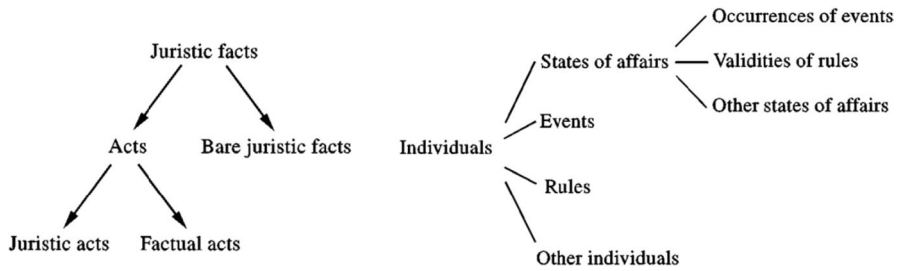 Juristic facts
Acts
Bare juristic facts
Juristic acts
Factual acts
Individuals
States of affairs
Events
Rules
Other individuals
Occurrences of events
Validities of rules
Other states of affairs